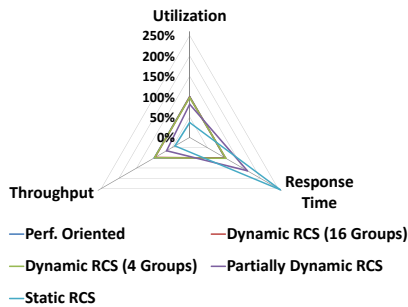 Utilization
250%
200%
150%
100%
50%
0%
Throughput
Response
Time
Perf. Oriented
Dynamic RCS (16 Groups)
Dynamic RCS (4 Groups)
Partially Dynamic RCS
Static RCS